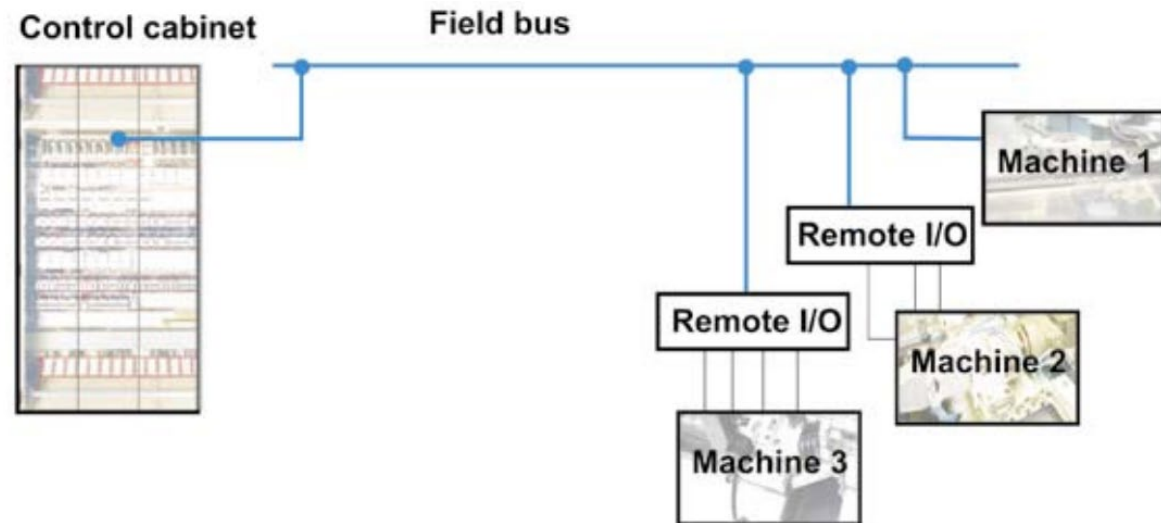 Control cabinet
Field bus
Machine 1
Remote I/O
Remote I/O
Machine 2
Machine 3